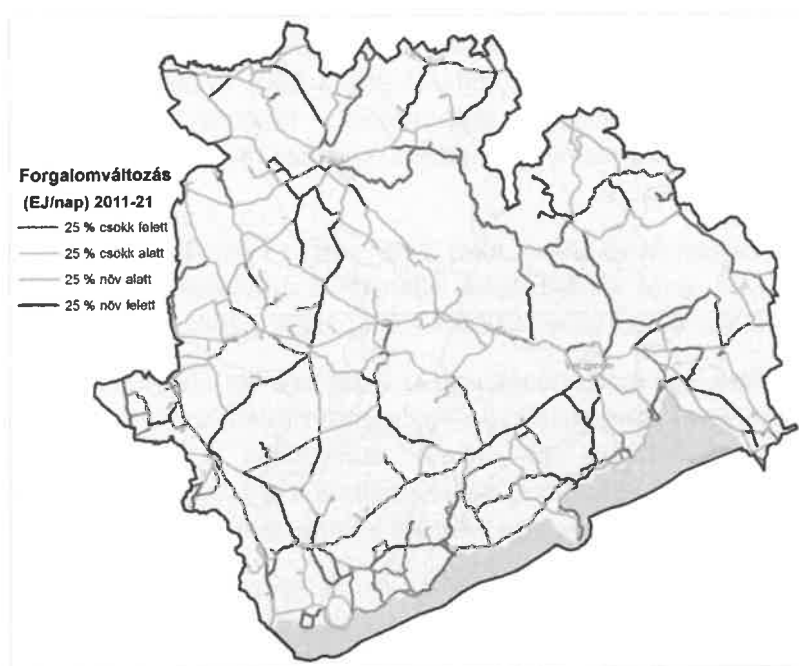 Forgalomváltozás
(EJ/nap) 2011-21
25 % csökk felett
25 % csökk alatt
25 % növ alatt
25 % növ felett